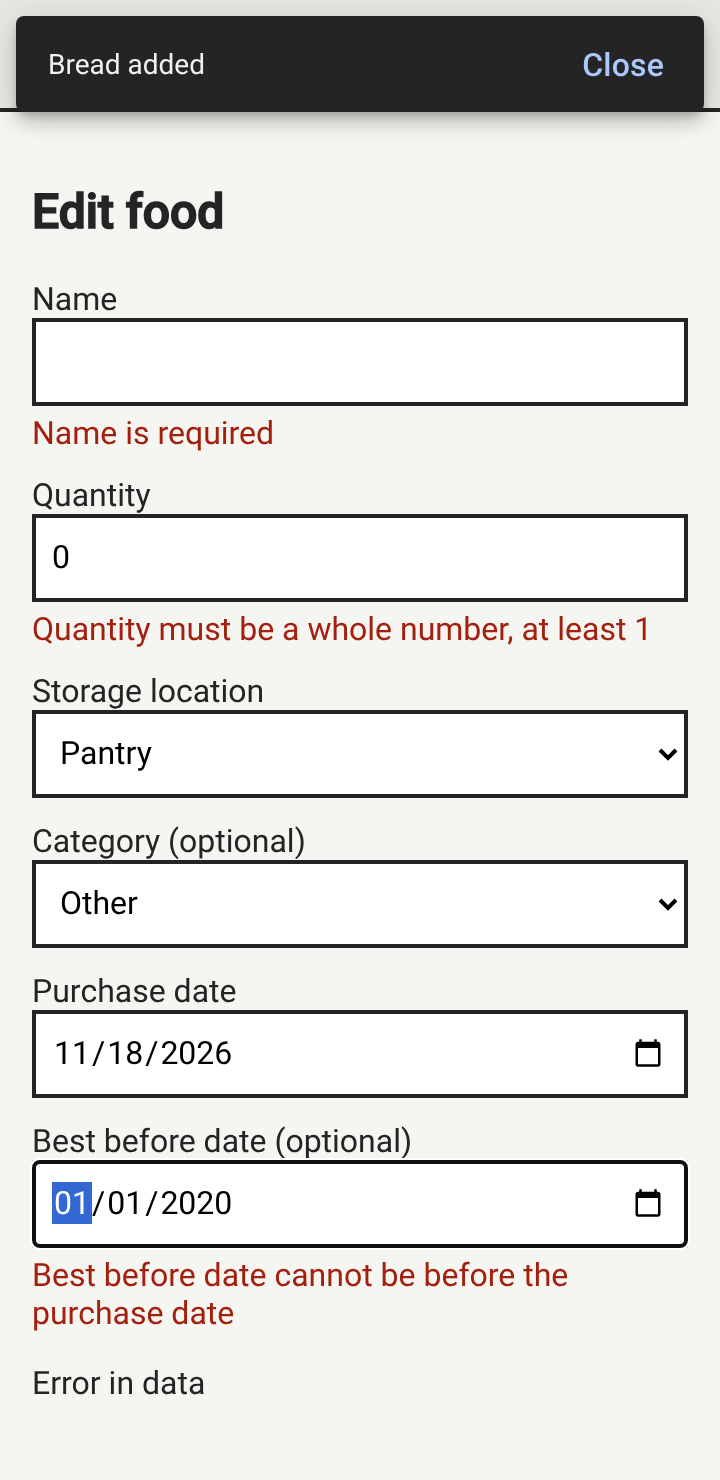 Bread added
Close
Edit food
Name
Name is required
Quantity
0
Quantity must be a whole number, at least 1
Storage location
Pantry
Category (optional)
Other
Purchase date
11/18/2026
Best before date (optional)
01/01/2020
Best before date cannot be before the
purchase date
Error in data